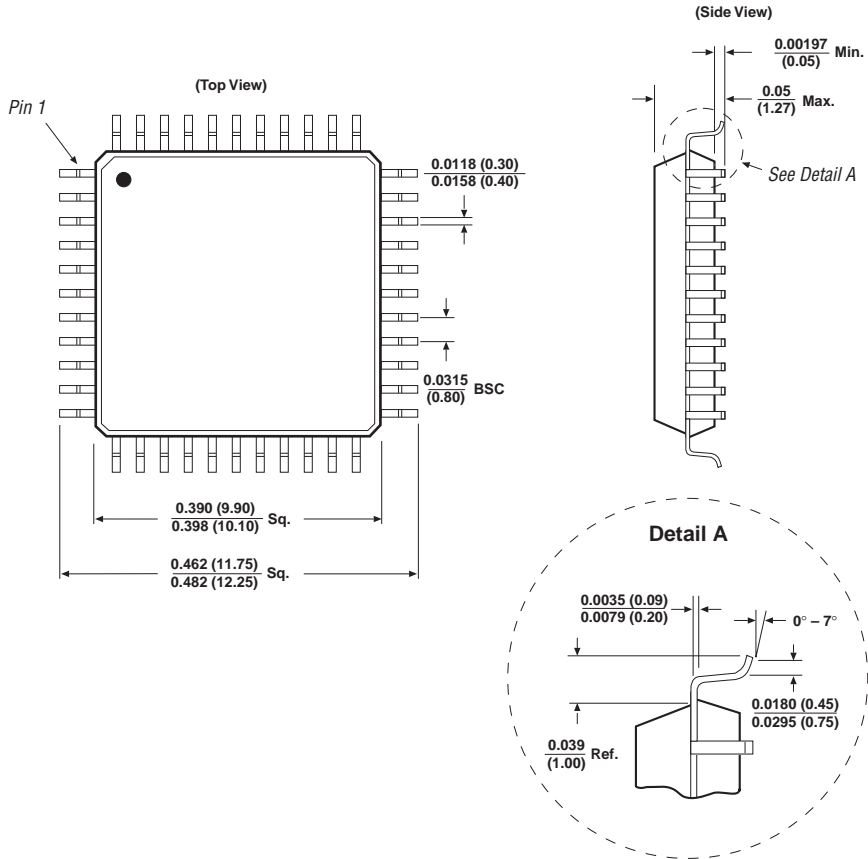 (Side View)
0.00197
(0.05) Min.
(Top View)
0.05
(1.27) Max.
Pin 1
0.0118 (0.30)
0.0158 (0.40)
See Detail A
0.0315
(0.80) BSC
0.390 (9.90)
0.398 (10.10) Sq.
0.462 (11.75)
0.482 (12.25) Sq.
Detail A
0.0035 (0.09)
0.0079 (0.20)
0° – 7°
0.0180 (0.45)
0.0295 (0.75)
0.039
(1.00) Ref.